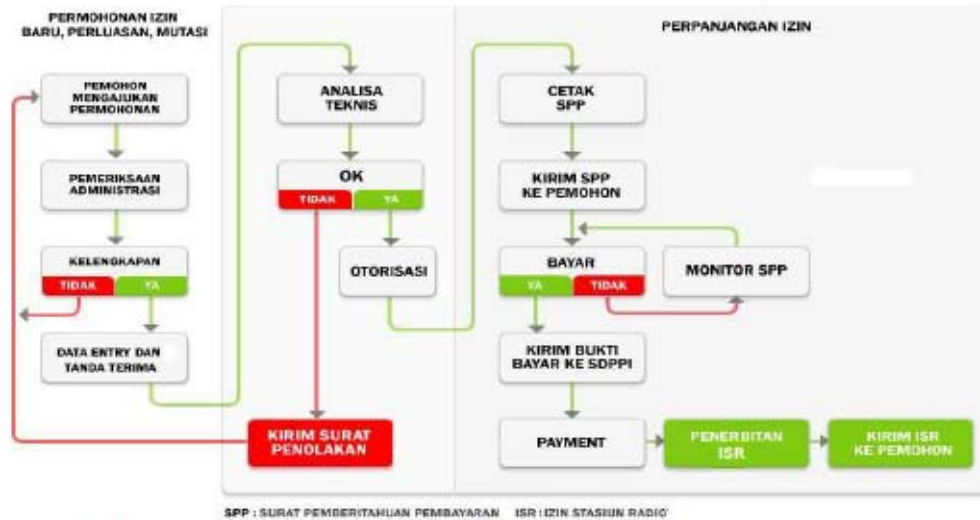 PERMOHONAN IZIN
BARU, PERLUASAN, MUTASI
PEMOHON
MENGAJUKAN
PERMOHONAN
PEMERIKSAAN
ADMINISTRASI
KELENGKAPAN
TIDAK YA
DATA ENTRY DAN
TANDA TERIMA
ANALISA
TEKNIS
OK
TIDAK YA
OTORISASI
KIRIM SURAT
PENOLAKAN
PERPANJANGAN IZIN
CETAK
SPP
KIRIM SPP
KE PEMOHON
BAYAR
YA TIDAK
MONITOR SPP
KIRIM BUKTI
BAYAR KE SDPPI
PAYMENT
PENERBITAN
ISR
KIRIM ISR
KE PEMOHON
SPP : SURAT PEMBERITAHUAN PEMBAYARAN ISR : IZIN STASIUN RADIO